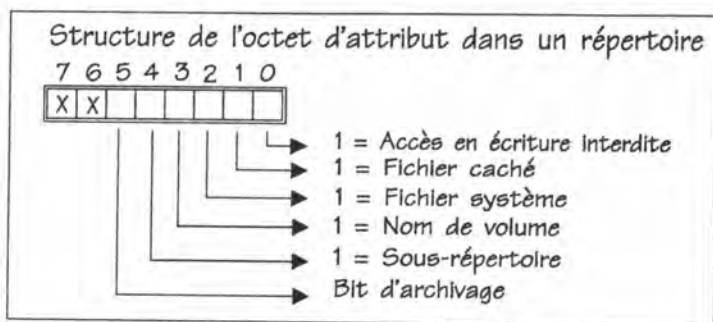 Structure de l'octet d'attribut dans un répertoire
7 6 5 4 3 2 1 0
X X
1 = Accès en écriture interdite
1 = Fichier caché
1 = Fichier système
1 = Nom de volume
1 = Sous-répertoire
Bit d'archivage